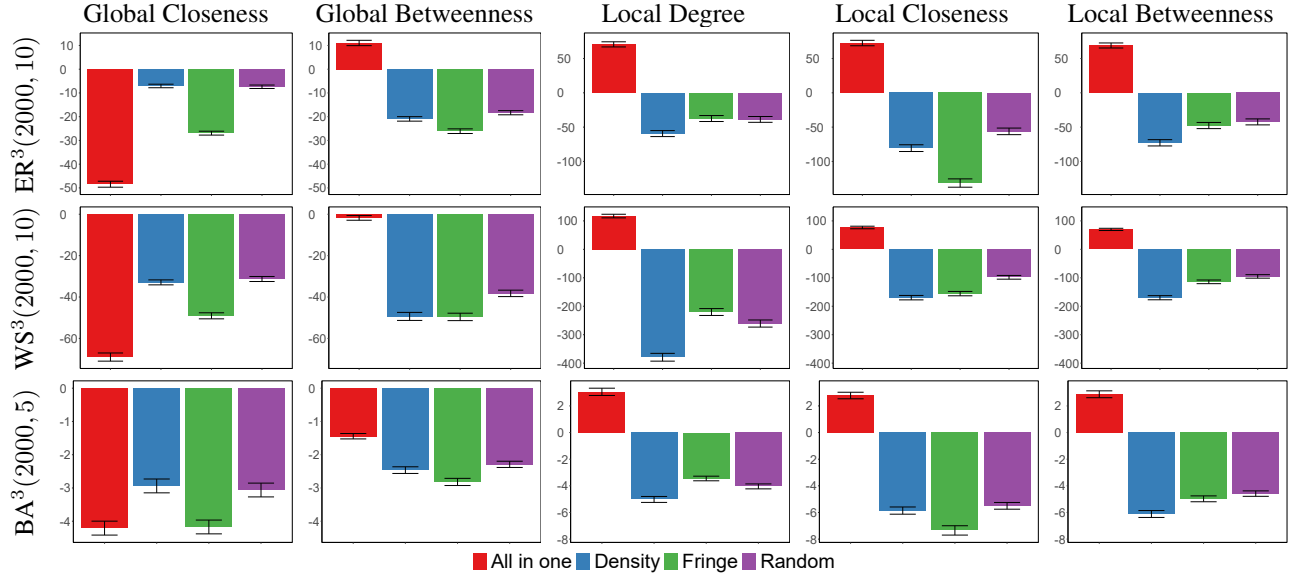 Global Closeness Global Betweenness Local Degree Local Closeness Local Betweenness
ER³(2000, 10)
10 0 -10 -20 -30 -40 -50
10 0 -10 -20 -30 -40 -50
50 0 -50 -100
50 0 -50 -100
50 0 -50 -100
WS³(2000, 10)
0 -20 -40 -60
0 -20 -40 -60
100 0 -100 -200 -300 -400
100 0 -100 -200 -300 -400
100 0 -100 -200 -300 -400
BA³(2000, 5)
0 -1 -2 -3 -4
0 -1 -2 -3 -4
2 0 -2 -4 -6 -8
2 0 -2 -4 -6 -8
2 0 -2 -4 -6 -8
All in one Density Fringe Random